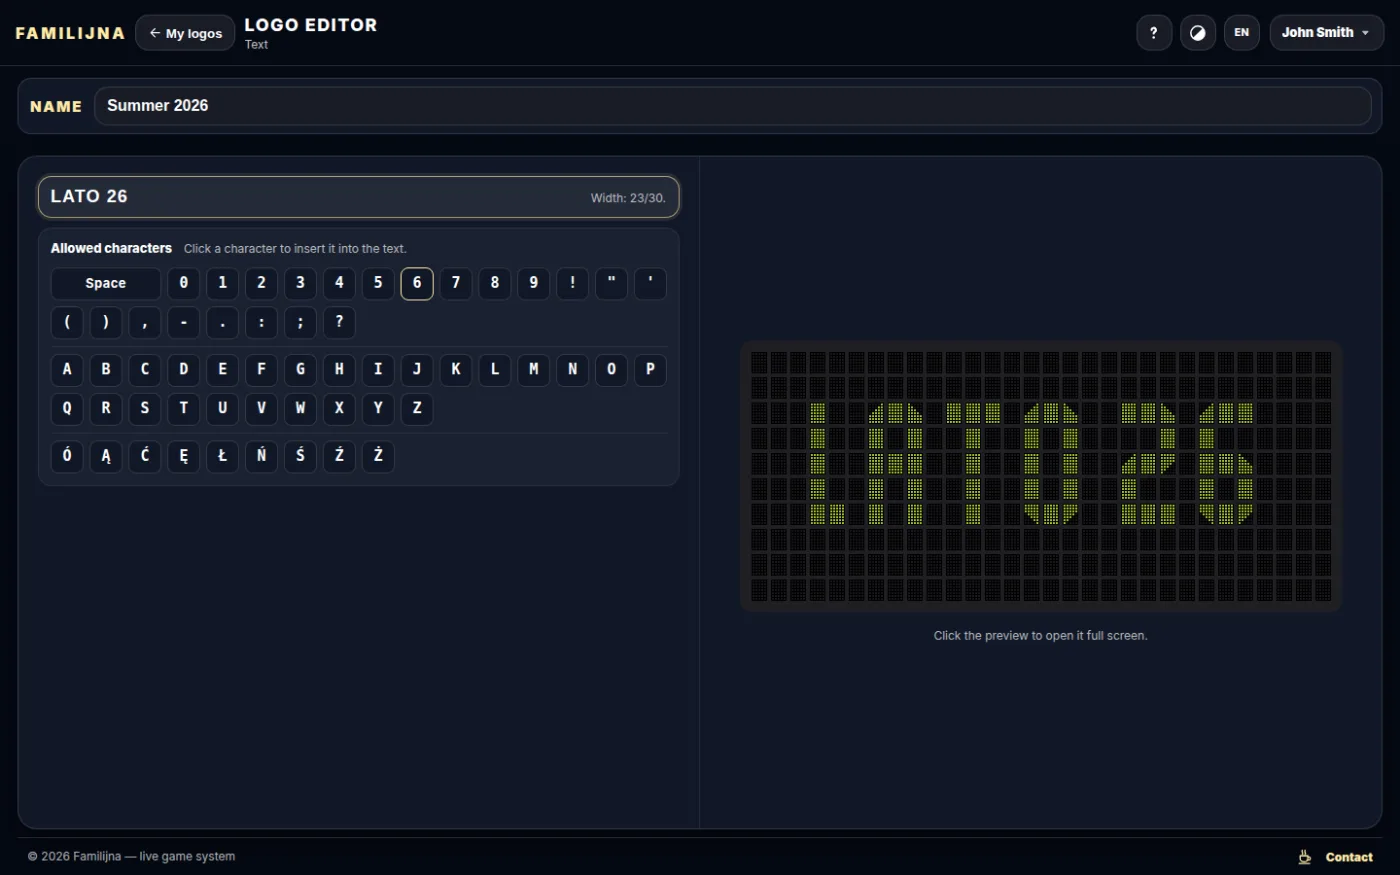 FAMILIJNA
← My logos
LOGO EDITOR
Text
?
EN
John Smith
NAME
Summer 2026
LATO 26
Width: 23/30.
Allowed characters Click a character to insert it into the text.
Space 0 1 2 3 4 5 6 7 8 9 ! " '
( ) , - . : ; ?
A B C D E F G H I J K L M N O P
Q R S T U V W X Y Z
Ó Ą Ć Ę Ł Ń Ś Ź Ż
LATO 26
Click the preview to open it full screen.
© 2026 Familijna — live game system
Contact